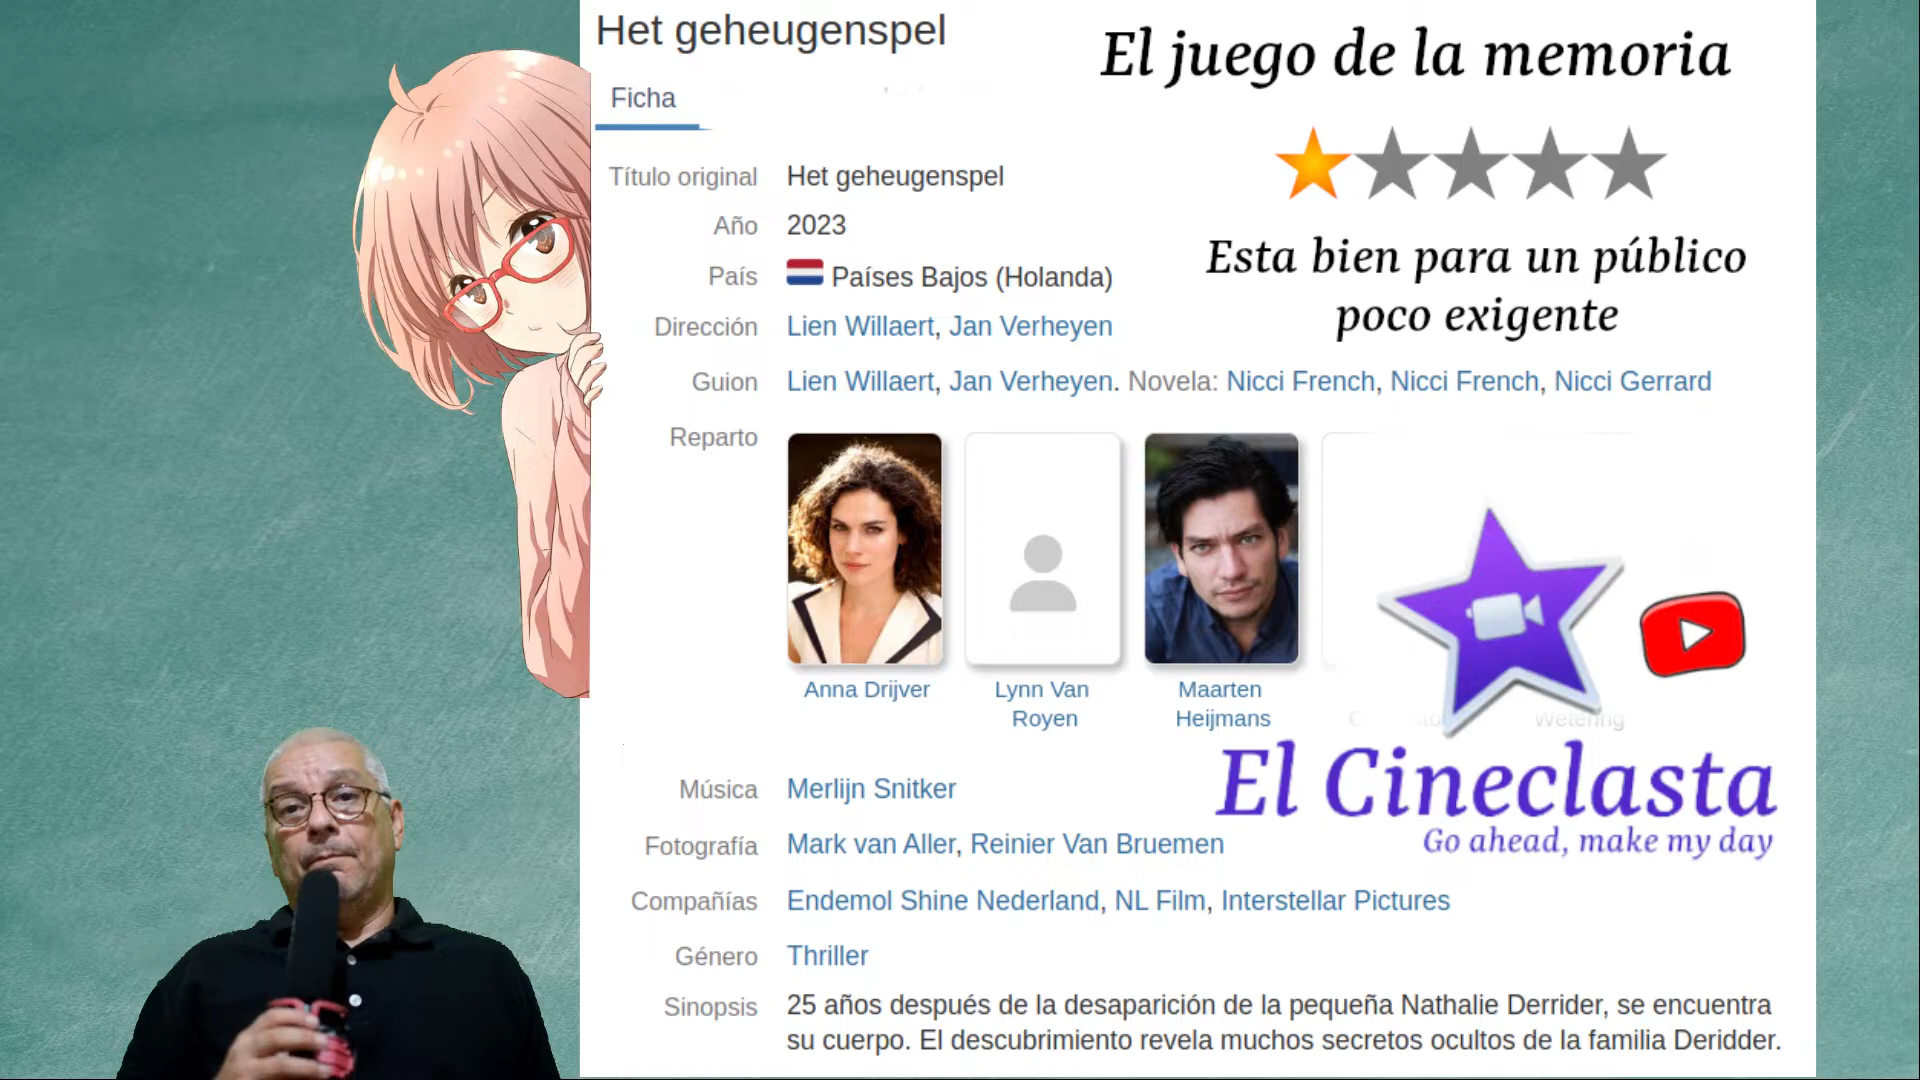 Het geheugenspel
El juego de la memoria
Ficha
Título original Het geheugenspel
Año 2023
País Países Bajos (Holanda)
Esta bien para un público
poco exigente
Dirección Lien Willaert, Jan Verheyen
Guion Lien Willaert, Jan Verheyen. Novela: Nicci French, Nicci French, Nicci Gerrard
Reparto
Anna Drijver
Lynn Van
Royen
Maarten
Heijmans
Wetering
El Cineclasta
Go ahead, make my day
Música Merlijn Snitker
Fotografía Mark van Aller, Reinier Van Bruemen
Compañías Endemol Shine Nederland, NL Film, Interstellar Pictures
Género Thriller
Sinopsis 25 años después de la desaparición de la pequeña Nathalie Derrider, se encuentra
su cuerpo. El descubrimiento revela muchos secretos ocultos de la familia Deridder.